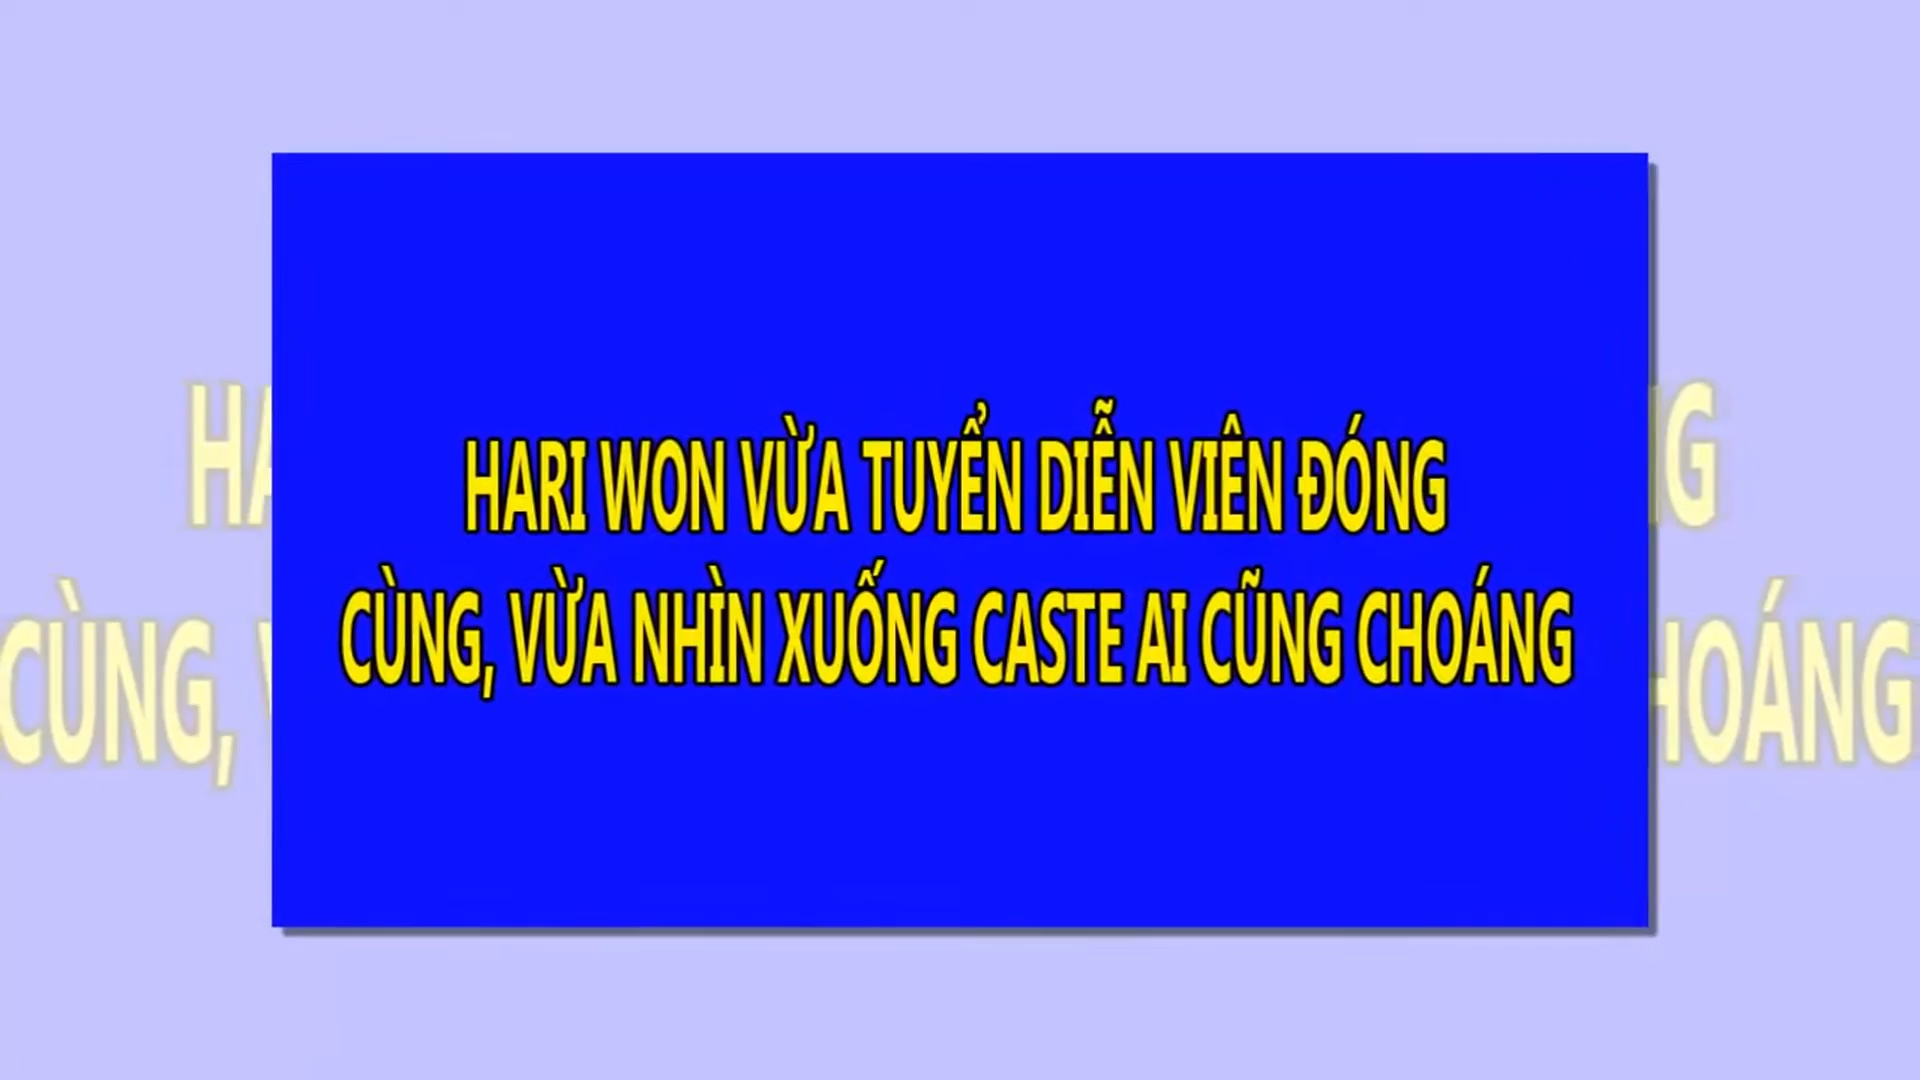 HARI WON VỪA TUYỂN DIỄN VIÊN ĐÓNG
CÙNG, VỪA NHÌN XUỐNG CASTE AI CŨNG CHOÁNG